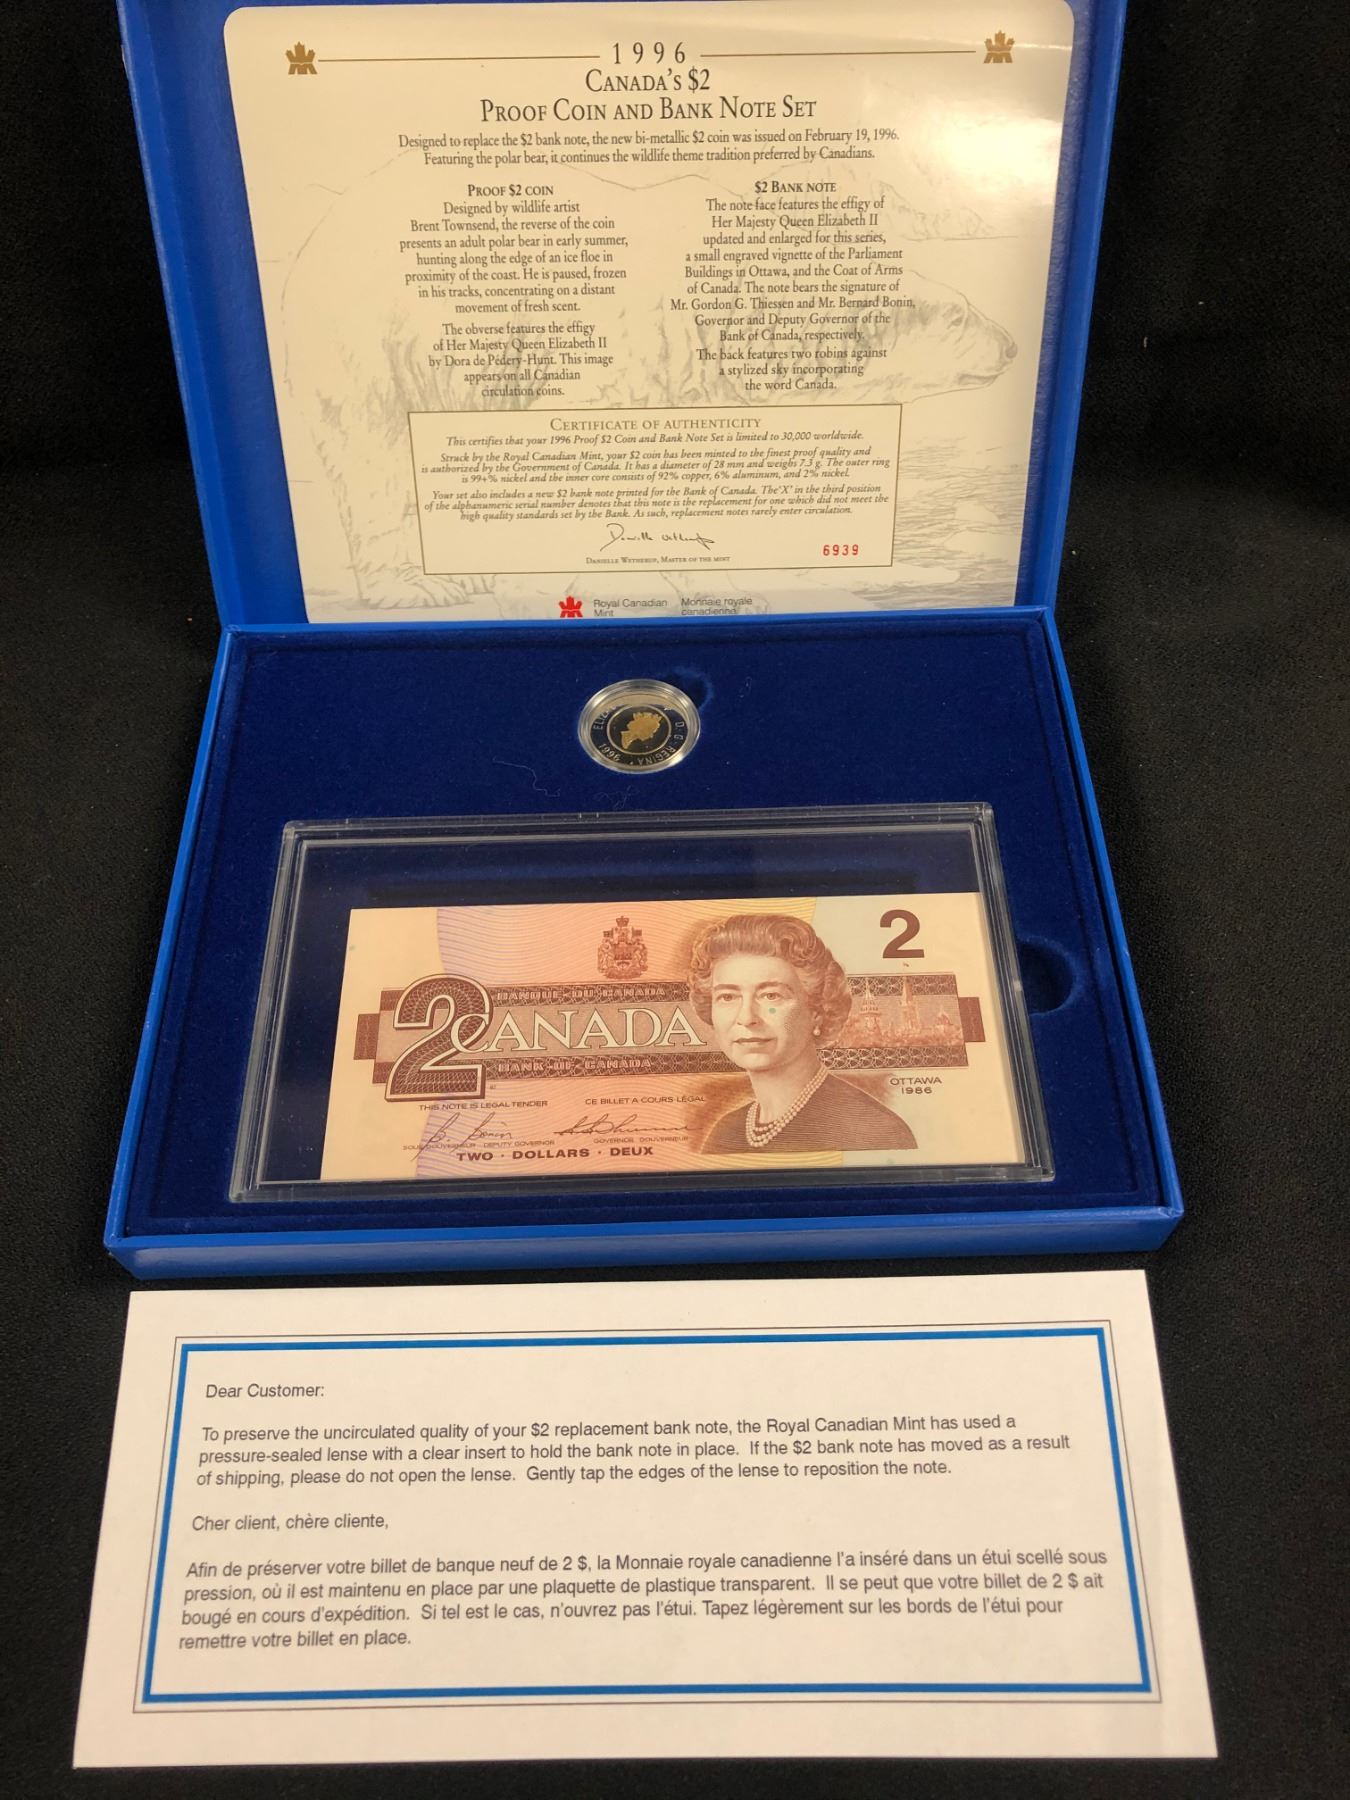 1996
CANADA'S $2
PROOF COIN AND BANK NOTE SET
Designed to replace the $2 bank note, the new bi-metallic $2 coin was issued on February 19, 1996.
Featuring the polar bear, it continues the wildlife theme tradition preferred by Canadians.
PROOF $2 COIN
Designed by wildlife artist
Brent Townsend, the reverse of the coin
presents an adult polar bear in early summer,
hunting along the edge of an ice floe in
proximity of the coast. He is paused, frozen
in his tracks, concentrating on a distant
movement of fresh scent.
The obverse features the effigy
of Her Majesty Queen Elizabeth II
by Dora de Pédery-Hunt. This image
appears on all Canadian
circulation coins.
$2 BANK NOTE
The note face features the effigy of
Her Majesty Queen Elizabeth II
updated and enlarged for this series,
a small engraved vignette of the Parliament
Buildings in Ottawa, and the Coat of Arms
of Canada. The note bears the signature of
Mr. Gordon G. Thiessen and Mr. Bernard Bonin,
Governor and Deputy Governor of the
Bank of Canada, respectively.
The back features two robins against
a stylized sky incorporating
the word Canada.
CERTIFICATE OF AUTHENTICITY
This certifies that your 1996 Proof $2 Coin and Bank Note Set is limited to 30,000 worldwide.
Struck by the Royal Canadian Mint, your $2 coin has been minted to the finest proof quality and
is authorized by the Government of Canada. It has a diameter of 28 mm and weighs 7.3 g. The outer ring
is 99+% nickel and the inner core consists of 92% copper, 6% aluminum, and 2% nickel.
Your set also includes a new $2 bank note printed for the Bank of Canada. The 'X' in the third position
of the alphanumeric serial number denotes that this note is the replacement for one which did not meet the
high quality standards set by the Bank. As such, replacement notes rarely enter circulation.
DANIELLE WETHERUP, MASTER OF THE MINT
6939
Royal Canadian Monnaie royale
Mint canadienne
1996 D·G·REGINA
2
BANQUE·DU·CANADA
2 CANADA
BANK·OF·CANADA
OTTAWA
1986
THIS NOTE IS LEGAL TENDER CE BILLET A COURS LÉGAL
SOUS-GOUVERNEUR DEPUTY GOVERNOR GOVERNOR GOUVERNEUR
TWO · DOLLARS · DEUX
Dear Customer:
To preserve the uncirculated quality of your $2 replacement bank note, the Royal Canadian Mint has used a
pressure-sealed lense with a clear insert to hold the bank note in place. If the $2 bank note has moved as a result
of shipping, please do not open the lense. Gently tap the edges of the lense to reposition the note.
Cher client, chère cliente,
Afin de préserver votre billet de banque neuf de 2 $, la Monnaie royale canadienne l'a inséré dans un étui scellé sous
pression, où il est maintenu en place par une plaquette de plastique transparent. Il se peut que votre billet de 2 $ ait
bougé en cours d'expédition. Si tel est le cas, n'ouvrez pas l'étui. Tapez légèrement sur les bords de l'étui pour
remettre votre billet en place.